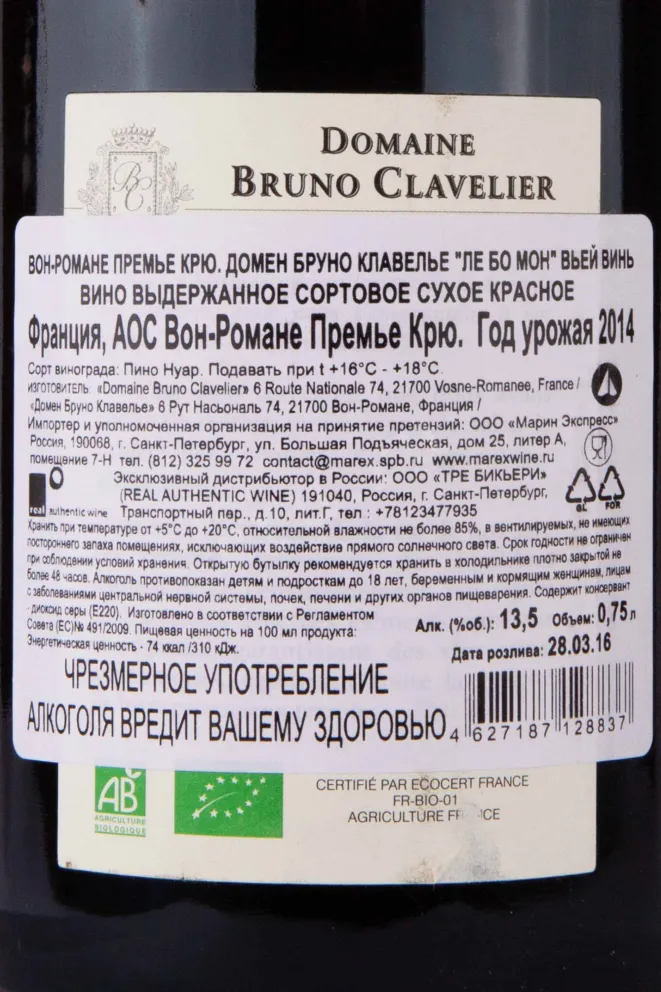 BC
DOMAINE
BRUNO CLAVELIER
ВОН-РОМАНЕ ПРЕМЬЕ КРЮ. ДОМЕН БРУНО КЛАВЕЛЬЕ "ЛЕ БО МОН" ВЬЕЙ ВИНЬ
ВИНО ВЫДЕРЖАННОЕ СОРТОВОЕ СУХОЕ КРАСНОЕ
Франция, АОС Вон-Романе Премье Крю. Год урожая 2014
Сорт винограда: Пино Нуар. Подавать при t +16°C - +18°C.
ИЗГОТОВИТЕЛЬ: «Domaine Bruno Clavelier» 6 Route Nationale 74, 21700 Vosne-Romanee, France /
«Домен Бруно Клавелье» 6 Рут Насьональ 74, 21700 Вон-Романе, Франция /
Импортер и уполномоченная организация на принятие претензий: ООО «Марин Экспресс»
Россия, 190068, г. Санкт-Петербург, ул. Большая Подъяческая, дом 25, литер А,
помещение 7-Н тел. (812) 325 99 72 contact@marex.spb.ru www.marexwine.ru
Эксклюзивный дистрибьютор в России: ООО «ТРЕ БИКЬЕРИ»
(REAL AUTHENTIC WINE) 191040, Россия, г. Санкт-Петербург,
real authentic wine Транспортный пер., д.10, лит.Г, тел : +78123477935
GL FOR
Хранить при температуре от +5°C до +20°C, относительной влажности не более 85%, в вентилируемых, не имеющих
постороннего запаха помещениях, исключающих воздействие прямого солнечного света. Срок годности не ограничен
при соблюдении условий хранения. Открытую бутылку рекомендуется хранить в холодильнике плотно закрытой не
более 48 часов. Алкоголь противопоказан детям и подросткам до 18 лет, беременным и кормящим женщинам, лицам
с заболеваниями центральной нервной системы, почек, печени и других органов пищеварения. Содержит консервант
- диоксид серы (Е220). Изготовлено в соответствии с Регламентом
Совета (ЕС)№ 491/2009. Пищевая ценность на 100 мл продукта:
Энергетическая ценность - 74 ккал /310 кДж.
Алк. (%об.): 13,5 Объем: 0,75л
Дата розлива: 28.03.16
ЧРЕЗМЕРНОЕ УПОТРЕБЛЕНИЕ
АЛКОГОЛЯ ВРЕДИТ ВАШЕМУ ЗДОРОВЬЮ
4 627187 128837
AB
AGRICULTURE
BIOLOGIQUE
CERTIFIÉ PAR ECOCERT FRANCE
FR-BIO-01
AGRICULTURE